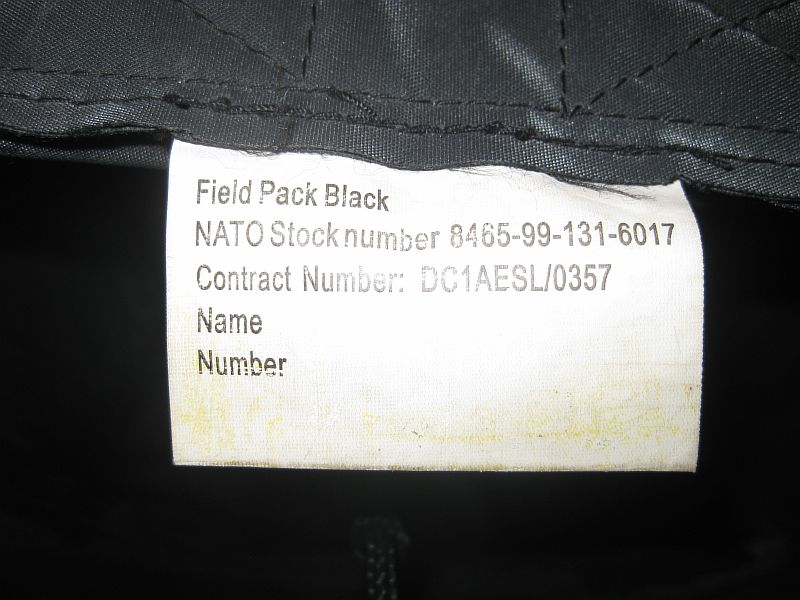 Field Pack Black
NATO Stock number 8465-99-131-6017
Contract Number: DC1AESL/0357
Name
Number